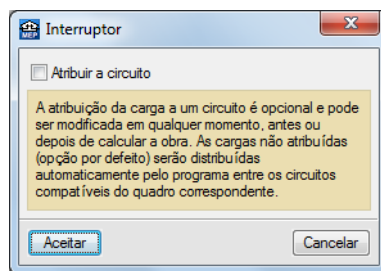 Interruptor
MEP
Atribuir a circuito
A atribuição da carga a um circuito é opcional e pode
ser modificada em qualquer momento, antes ou
depois de calcular a obra. As cargas não atribuídas
(opção por defeito) serão distribuídas
automaticamente pelo programa entre os circuitos
compatíveis do quadro correspondente.
Aceitar
Cancelar